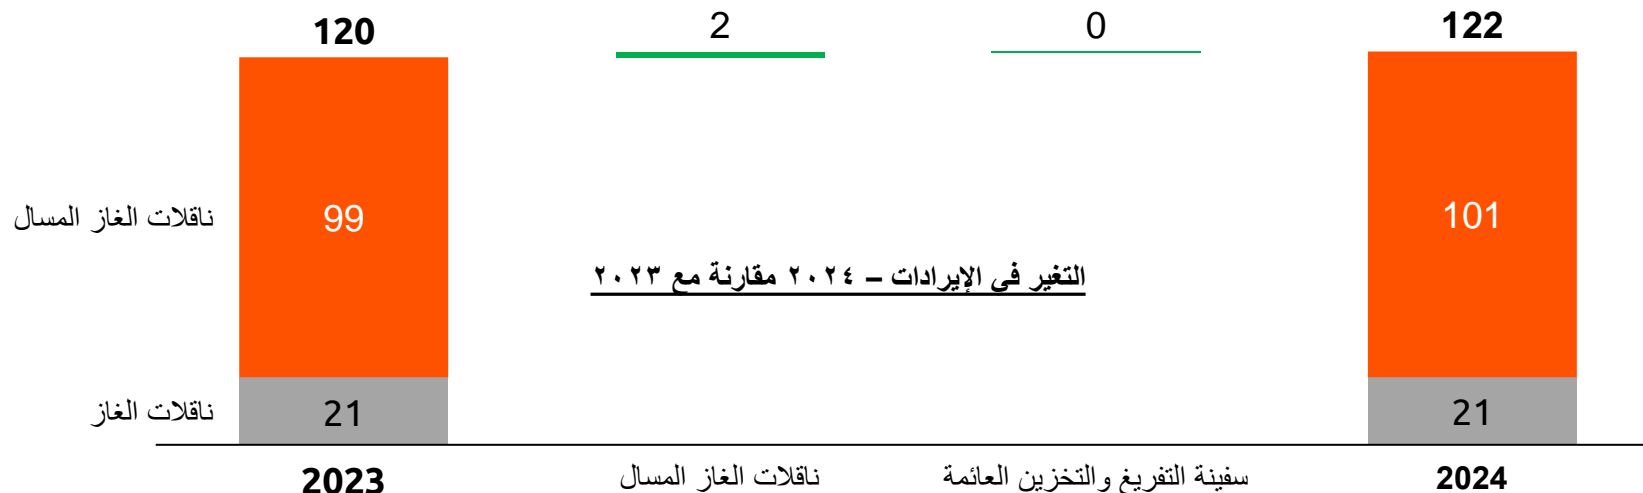 120
2
0
122
ناقلات الغاز المسال
99
101
التغير في الإيرادات – ٢٠٢٤ مقارنة مع ٢٠٢٣
ناقلات الغاز
21
21
2023
ناقلات الغاز المسال
سفينة التفريغ والتخزين العائمة
2024